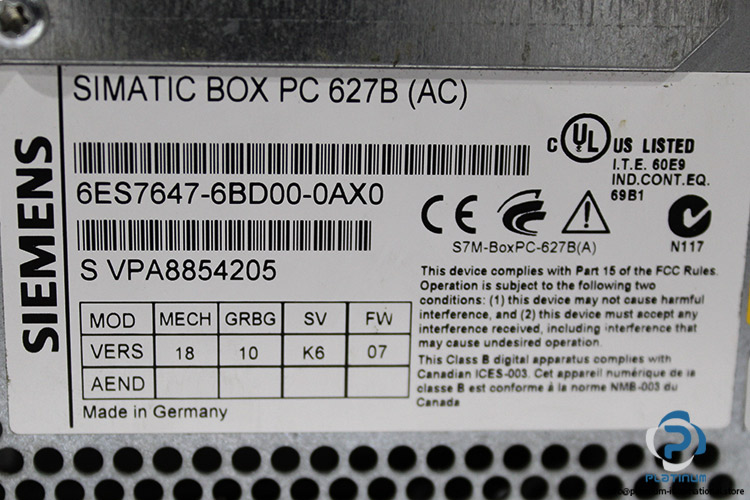 SIEMENS
SIMATIC BOX PC 627B (AC)
6ES7647-6BD00-0AX0
S VPA8854205
MOD MECH GRBG SV FW
VERS 18 10 K6 07
AEND
Made in Germany
C UL US LISTED
I.T.E. 60E9
IND.CONT.EQ.
69B1
CE
S7M-BoxPC-627B(A)
N117
This device complies with Part 15 of the FCC Rules.
Operation is subject to the following two
conditions: (1) this device may not cause harmful
interference, and (2) this device must accept any
interference received, including interference that
may cause undesired operation.
This Class B digital apparatus complies with
Canadian ICES-003. Cet appareil numérique de la
classe B est conforme à la norme NMB-003 du
Canada
PLATINUM